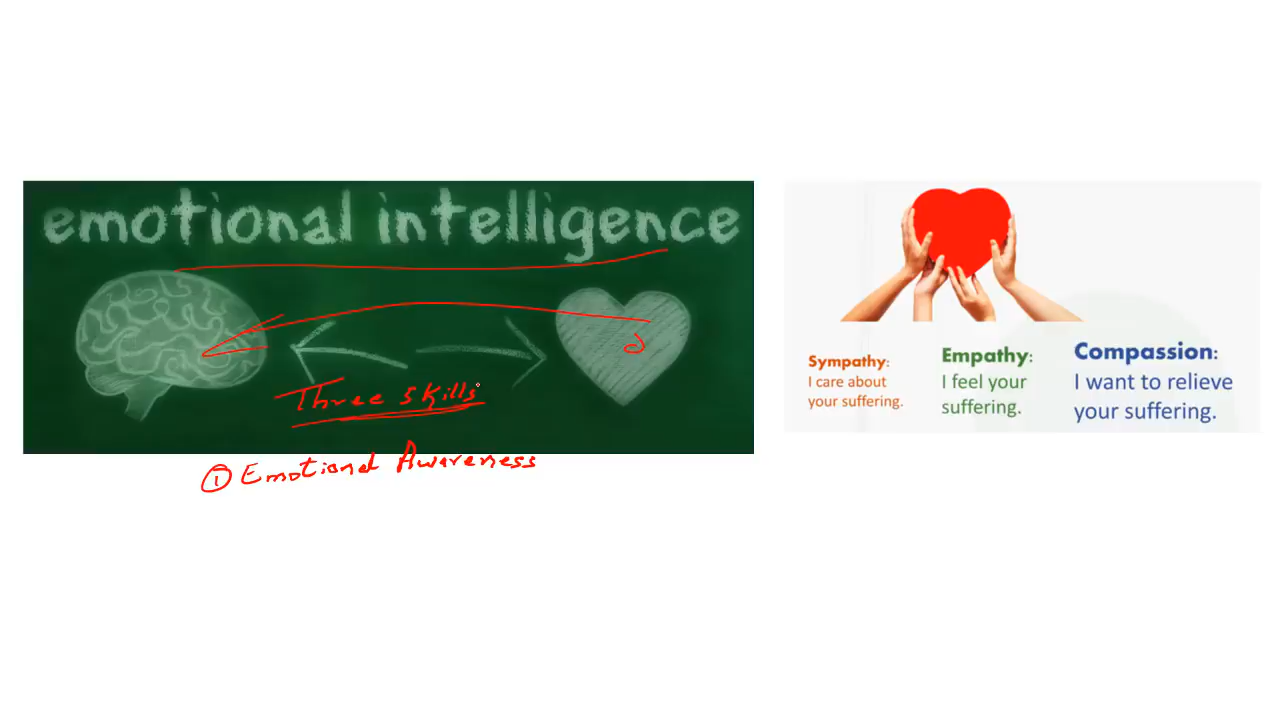 emotional intelligence
Three skills
① Emotional Awareness
Sympathy:
I care about
your suffering.
Empathy:
I feel your
suffering.
Compassion:
I want to relieve
your suffering.